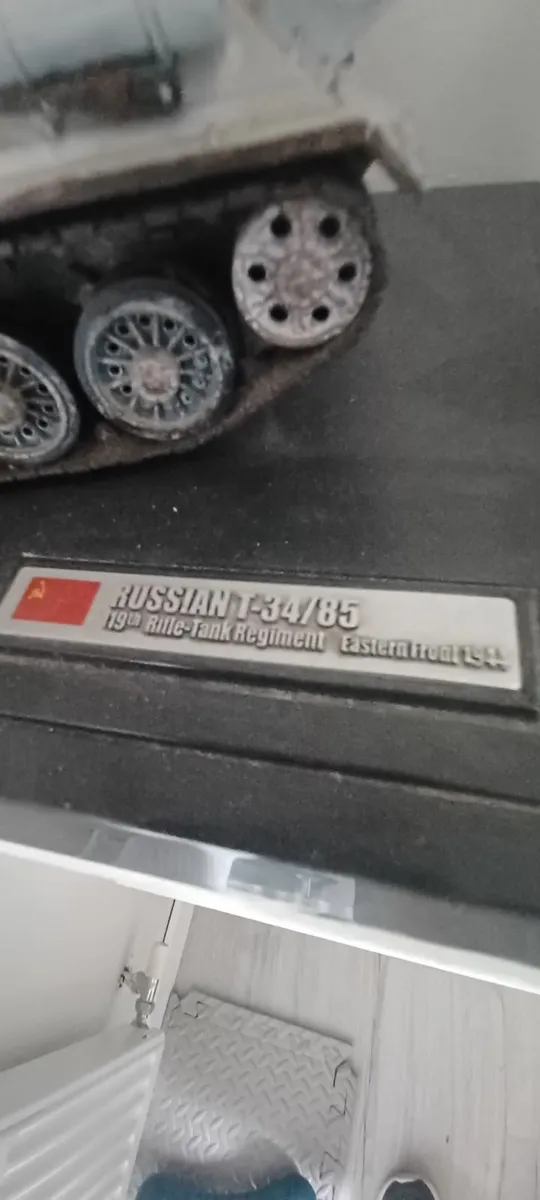 RUSSIAN T-34/85
19th Rifle-Tank Regiment Eastern Front 1944